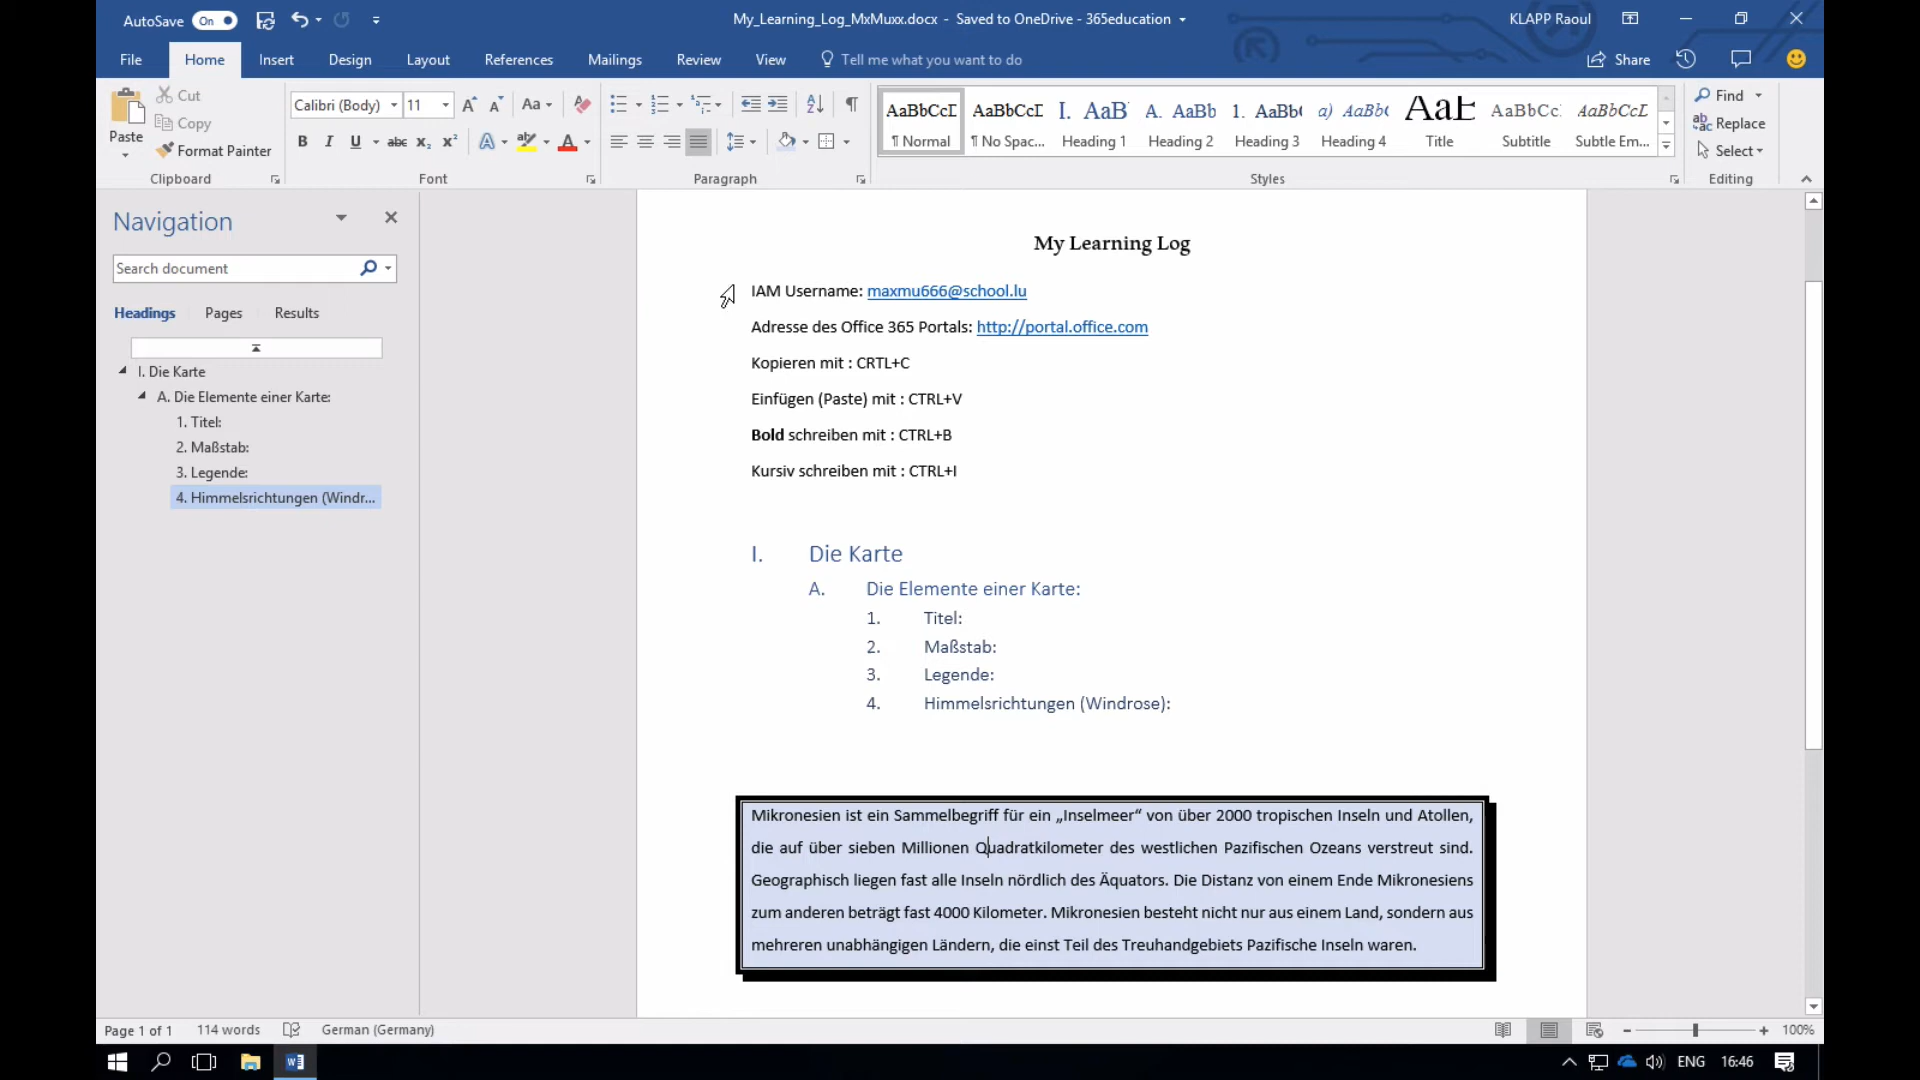 AutoSave On My_Learning_Log_MxMuxx.docx - Saved to OneDrive - 365education KLAPP Raoul
File Home Insert Design Layout References Mailings Review View Tell me what you want to do Share
Paste
Cut
Copy
Format Painter
Clipboard
Calibri (Body) 11
Font
Paragraph
AaBbCcD AaBbCcD I. AaB A. AaBb 1. AaBb( a) AaBb( AaB AaBbCc AaBbCcD
¶ Normal ¶ No Spac... Heading 1 Heading 2 Heading 3 Heading 4 Title Subtitle Subtle Em...
Styles
Find
Replace
Select
Editing
Navigation
Search document
Headings Pages Results
I. Die Karte
A. Die Elemente einer Karte:
1. Titel:
2. Maßstab:
3. Legende:
4. Himmelsrichtungen (Windr...
My Learning Log
IAM Username: maxmu666@school.lu
Adresse des Office 365 Portals: http://portal.office.com
Kopieren mit : CRTL+C
Einfügen (Paste) mit : CTRL+V
Bold schreiben mit : CTRL+B
Kursiv schreiben mit : CTRL+I
I. Die Karte
A. Die Elemente einer Karte:
1. Titel:
2. Maßstab:
3. Legende:
4. Himmelsrichtungen (Windrose):
Mikronesien ist ein Sammelbegriff für ein „Inselmeer“ von über 2000 tropischen Inseln und Atollen,
die auf über sieben Millionen Quadratkilometer des westlichen Pazifischen Ozeans verstreut sind.
Geographisch liegen fast alle Inseln nördlich des Äquators. Die Distanz von einem Ende Mikronesiens
zum anderen beträgt fast 4000 Kilometer. Mikronesien besteht nicht nur aus einem Land, sondern aus
mehreren unabhängigen Ländern, die einst Teil des Treuhandgebiets Pazifische Inseln waren.
Page 1 of 1 114 words German (Germany) 100%
ENG 16:46